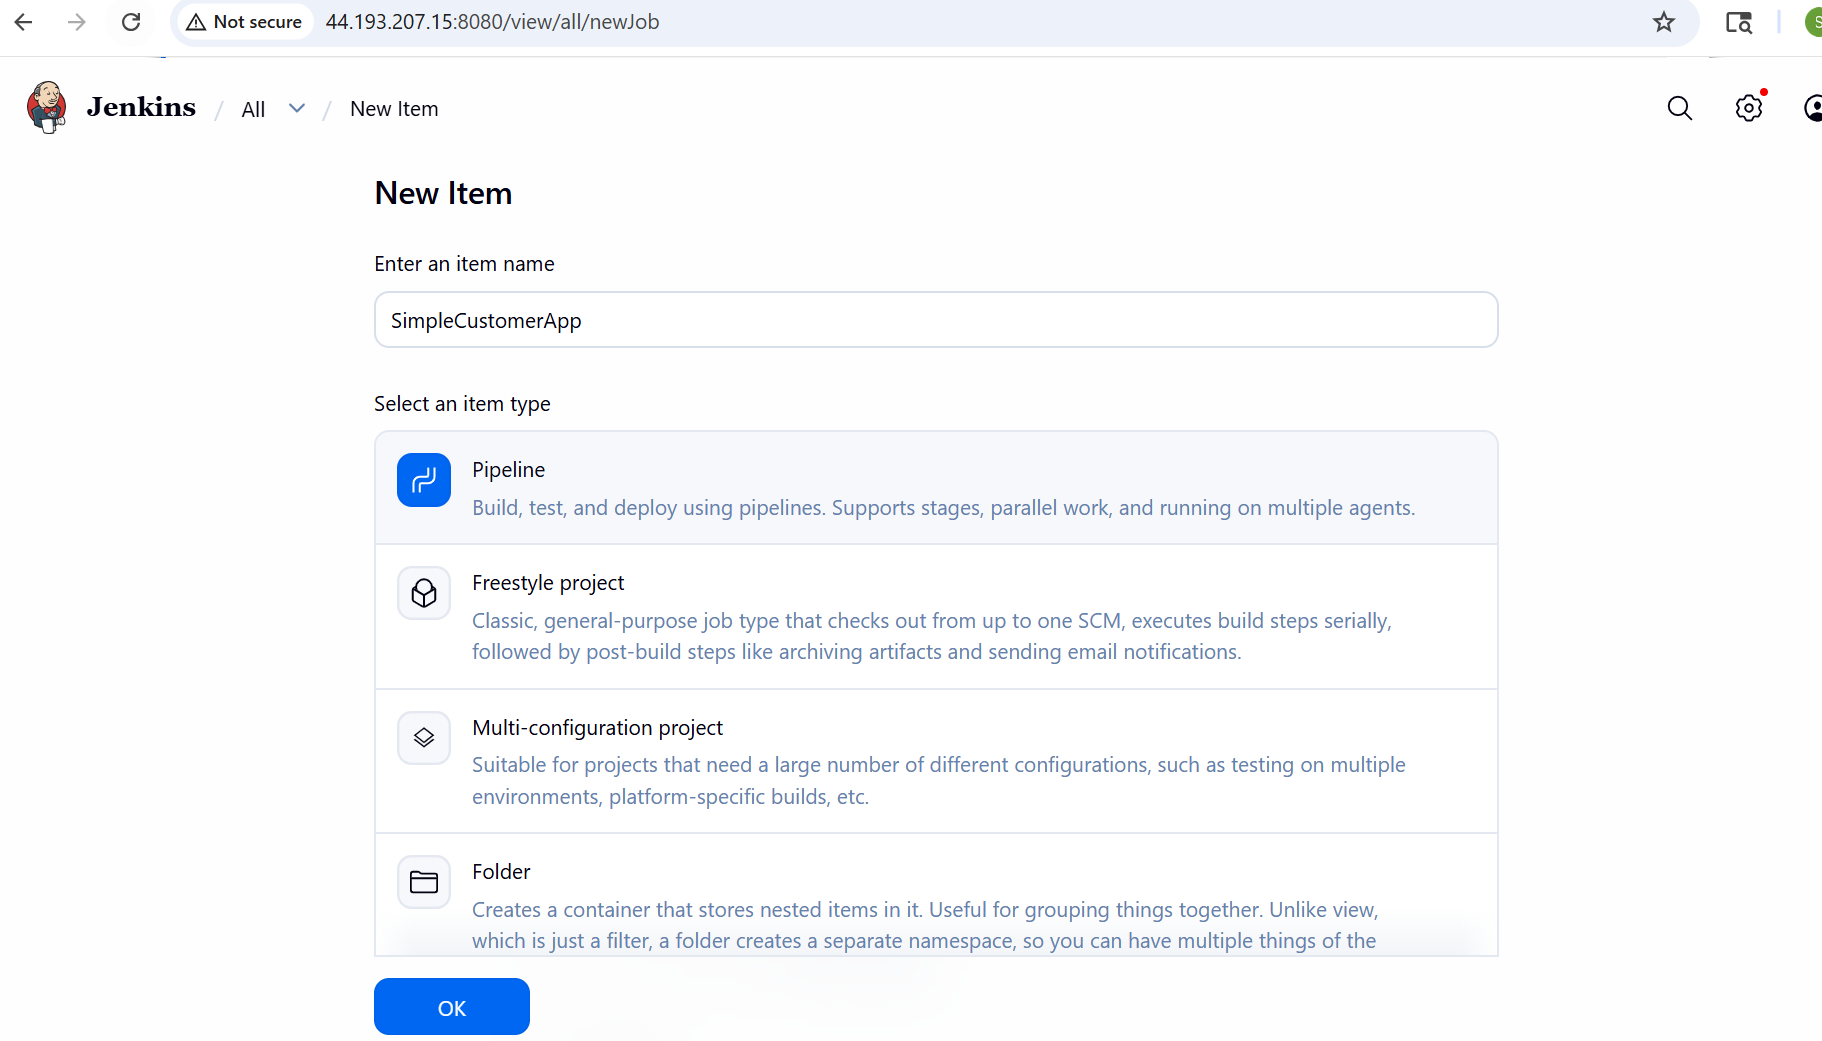 Not secure 44.193.207.15:8080/view/all/newJob
S
Jenkins / All / New Item
New Item
Enter an item name
SimpleCustomerApp
Select an item type
Pipeline
Build, test, and deploy using pipelines. Supports stages, parallel work, and running on multiple agents.
Freestyle project
Classic, general-purpose job type that checks out from up to one SCM, executes build steps serially,
followed by post-build steps like archiving artifacts and sending email notifications.
Multi-configuration project
Suitable for projects that need a large number of different configurations, such as testing on multiple
environments, platform-specific builds, etc.
Folder
Creates a container that stores nested items in it. Useful for grouping things together. Unlike view,
which is just a filter, a folder creates a separate namespace, so you can have multiple things of the
OK